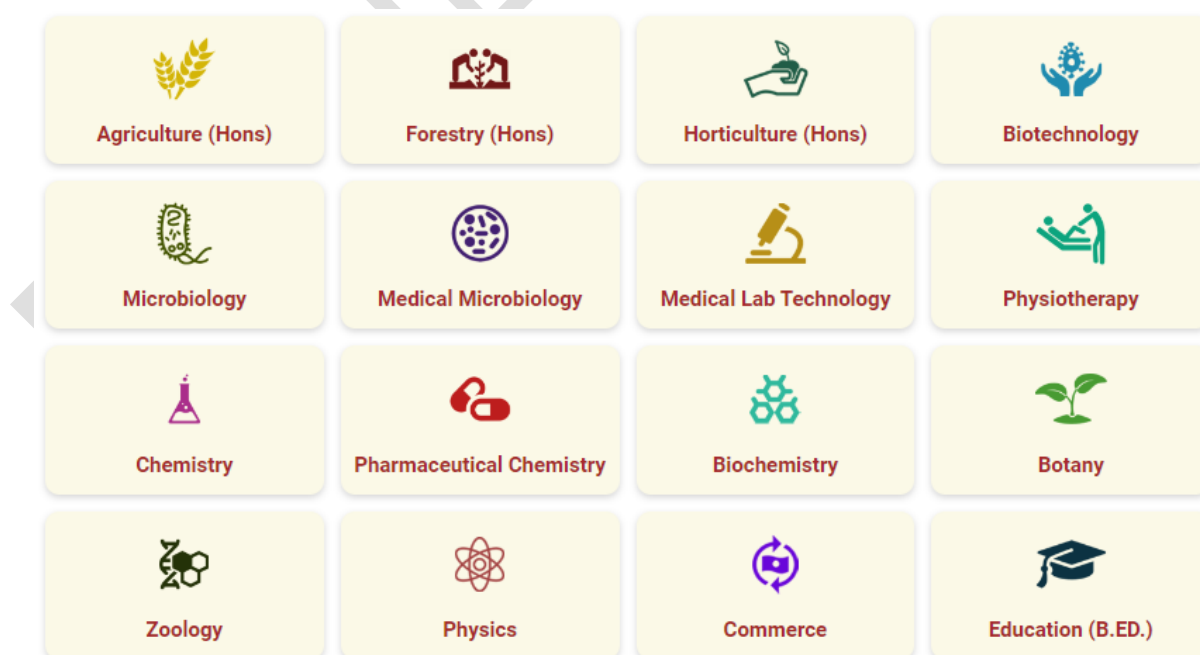 Agriculture (Hons)
Forestry (Hons)
Horticulture (Hons)
Biotechnology
Microbiology
Medical Microbiology
Medical Lab Technology
Physiotherapy
Chemistry
Pharmaceutical Chemistry
Biochemistry
Botany
Zoology
Physics
Commerce
Education (B.ED.)